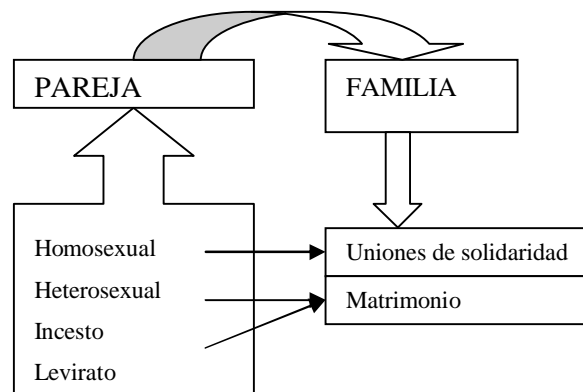 PAREJA
FAMILIA
Homosexual
Heterosexual
Incesto
Levirato
Uniones de solidaridad
Matrimonio